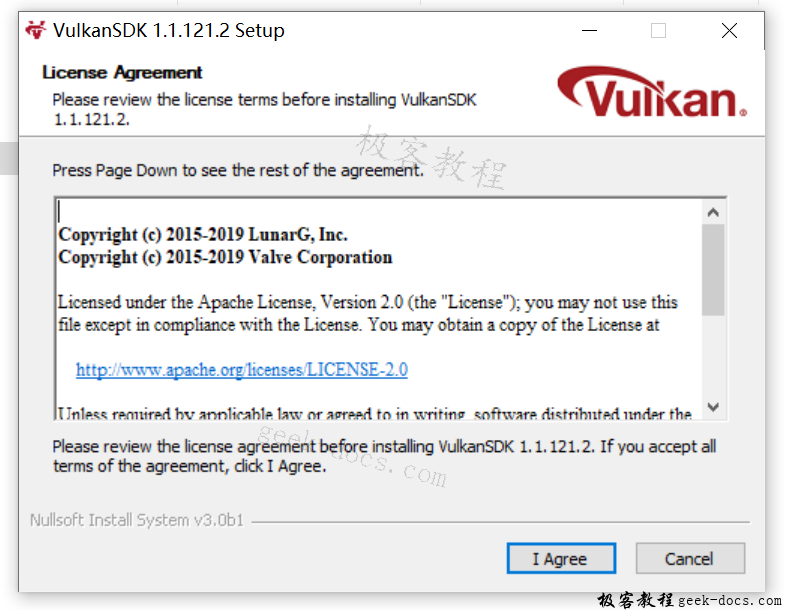 VulkanSDK 1.1.121.2 Setup
License Agreement
Please review the license terms before installing VulkanSDK
1.1.121.2.
Vulkan®
极客教程
Press Page Down to see the rest of the agreement.
Copyright (c) 2015-2019 LunarG, Inc.
Copyright (c) 2015-2019 Valve Corporation
Licensed under the Apache License, Version 2.0 (the "License"); you may not use this
file except in compliance with the License. You may obtain a copy of the License at
http://www.apache.org/licenses/LICENSE-2.0
Unless required by applicable law or agreed to in writing, software distributed under the
geek-docs.com
Please review the license agreement before installing VulkanSDK 1.1.121.2. If you accept all
terms of the agreement, click I Agree.
Nullsoft Install System v3.0b1
I Agree
Cancel
极客教程geek-docs.com